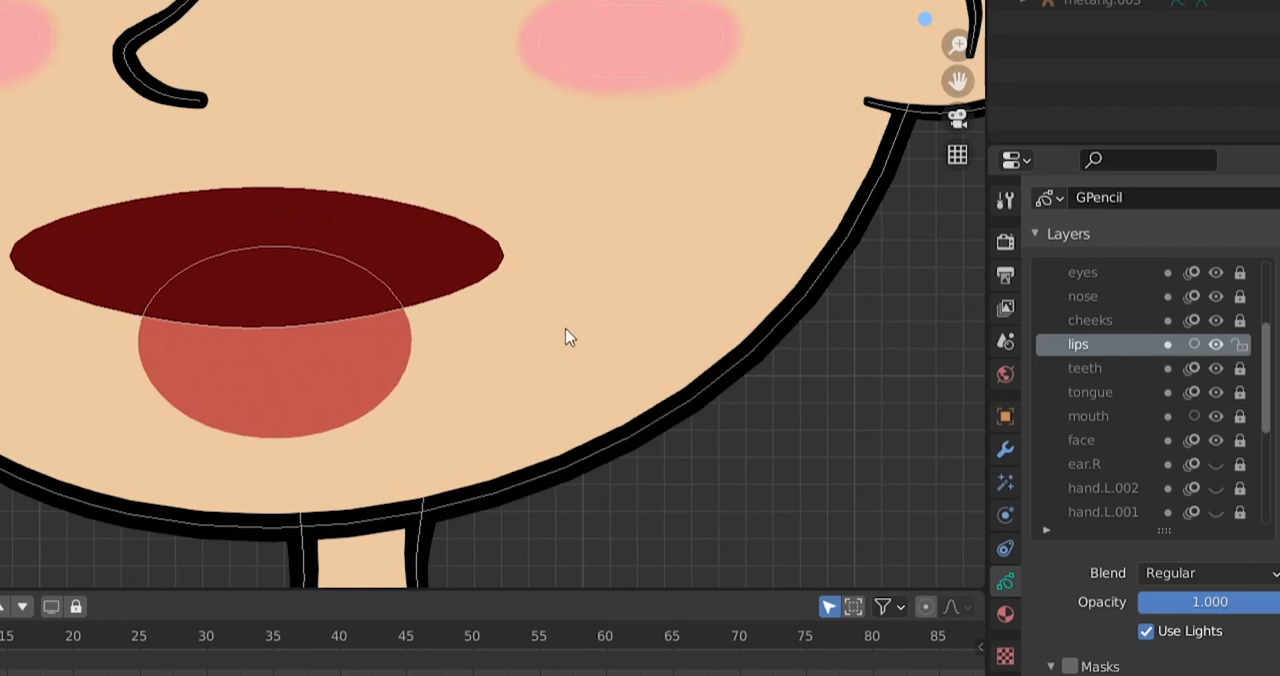 metarig.003
GPencil
Layers
eyes
nose
cheeks
lips
teeth
tongue
mouth
face
ear.R
hand.L.002
hand.L.001
Blend Regular
Opacity 1.000
Use Lights
Masks
15 20 25 30 35 40 45 50 55 60 65 70 75 80 85